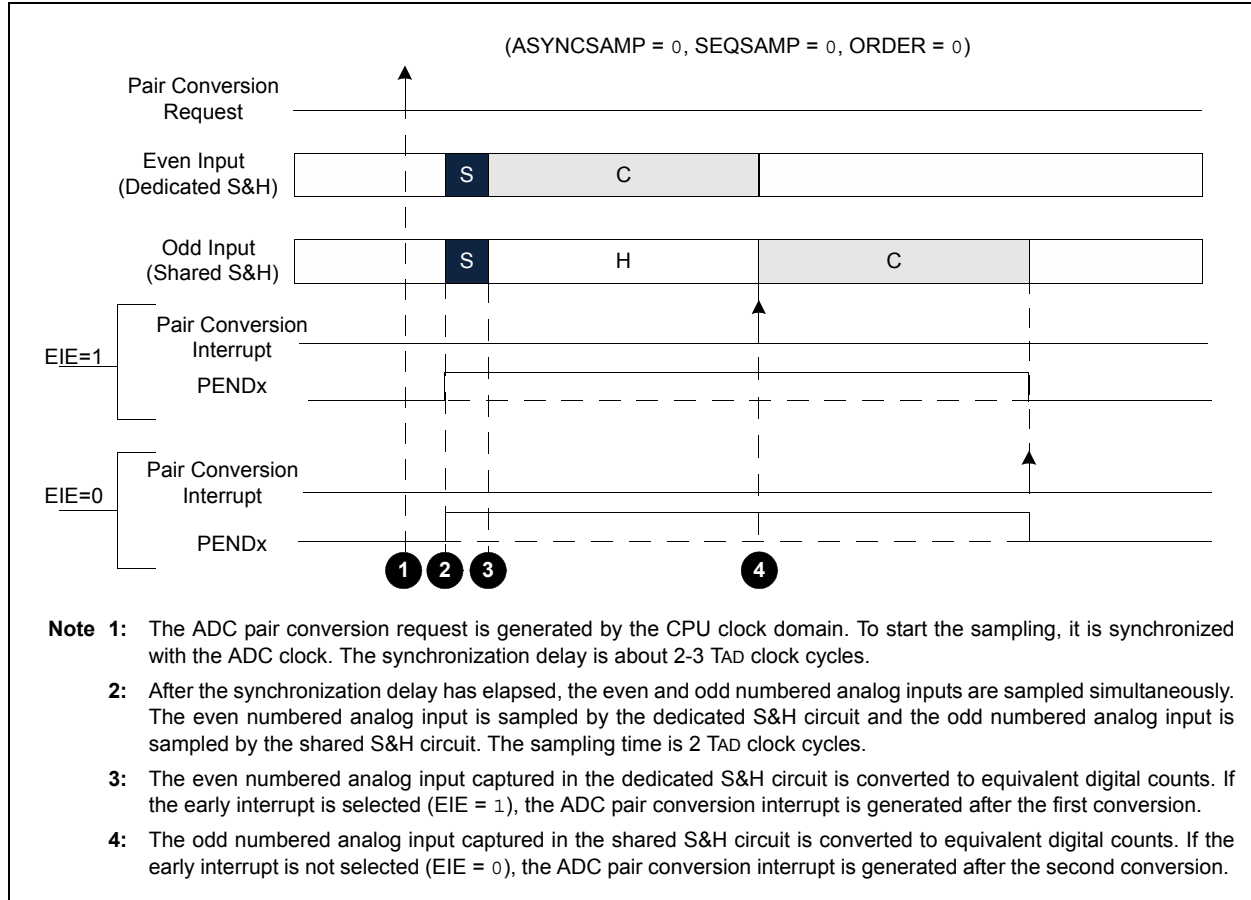 (ASYNCSAMP = 0, SEQSAMP = 0, ORDER = 0)
Pair Conversion
Request
Even Input
(Dedicated S&H)
S
C
Odd Input
(Shared S&H)
S
H
C
EIE=1
Pair Conversion
Interrupt
PENDx
EIE=0
Pair Conversion
Interrupt
PENDx
1 2 3 4
Note 1: The ADC pair conversion request is generated by the CPU clock domain. To start the sampling, it is synchronized
with the ADC clock. The synchronization delay is about 2-3 TAD clock cycles.
2: After the synchronization delay has elapsed, the even and odd numbered analog inputs are sampled simultaneously.
The even numbered analog input is sampled by the dedicated S&H circuit and the odd numbered analog input is
sampled by the shared S&H circuit. The sampling time is 2 TAD clock cycles.
3: The even numbered analog input captured in the dedicated S&H circuit is converted to equivalent digital counts. If
the early interrupt is selected (EIE = 1), the ADC pair conversion interrupt is generated after the first conversion.
4: The odd numbered analog input captured in the shared S&H circuit is converted to equivalent digital counts. If the
early interrupt is not selected (EIE = 0), the ADC pair conversion interrupt is generated after the second conversion.